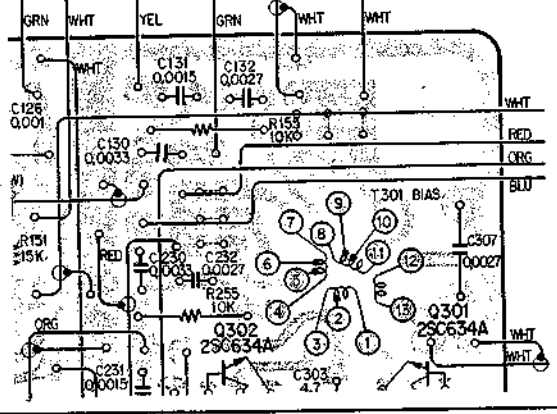 GRN
WHT
YEL
GRN
WHT
WHT
WHT
C131
0.0015
C132
0.0027
C126
0.001
WHT
R155
10K
RED
C130
0.0033
ORG
BLU
T301 BIAS
9
7
8
10
R151
15K
RED
C230
0.0033
C232
0.0027
6
5
11
12
C307
0.0027
4
R255
10K
3
2
1
13
Q301
2SC634A
ORG
Q302
2SC634A
WHT
WHT
C231
0.0015
C303
4.7